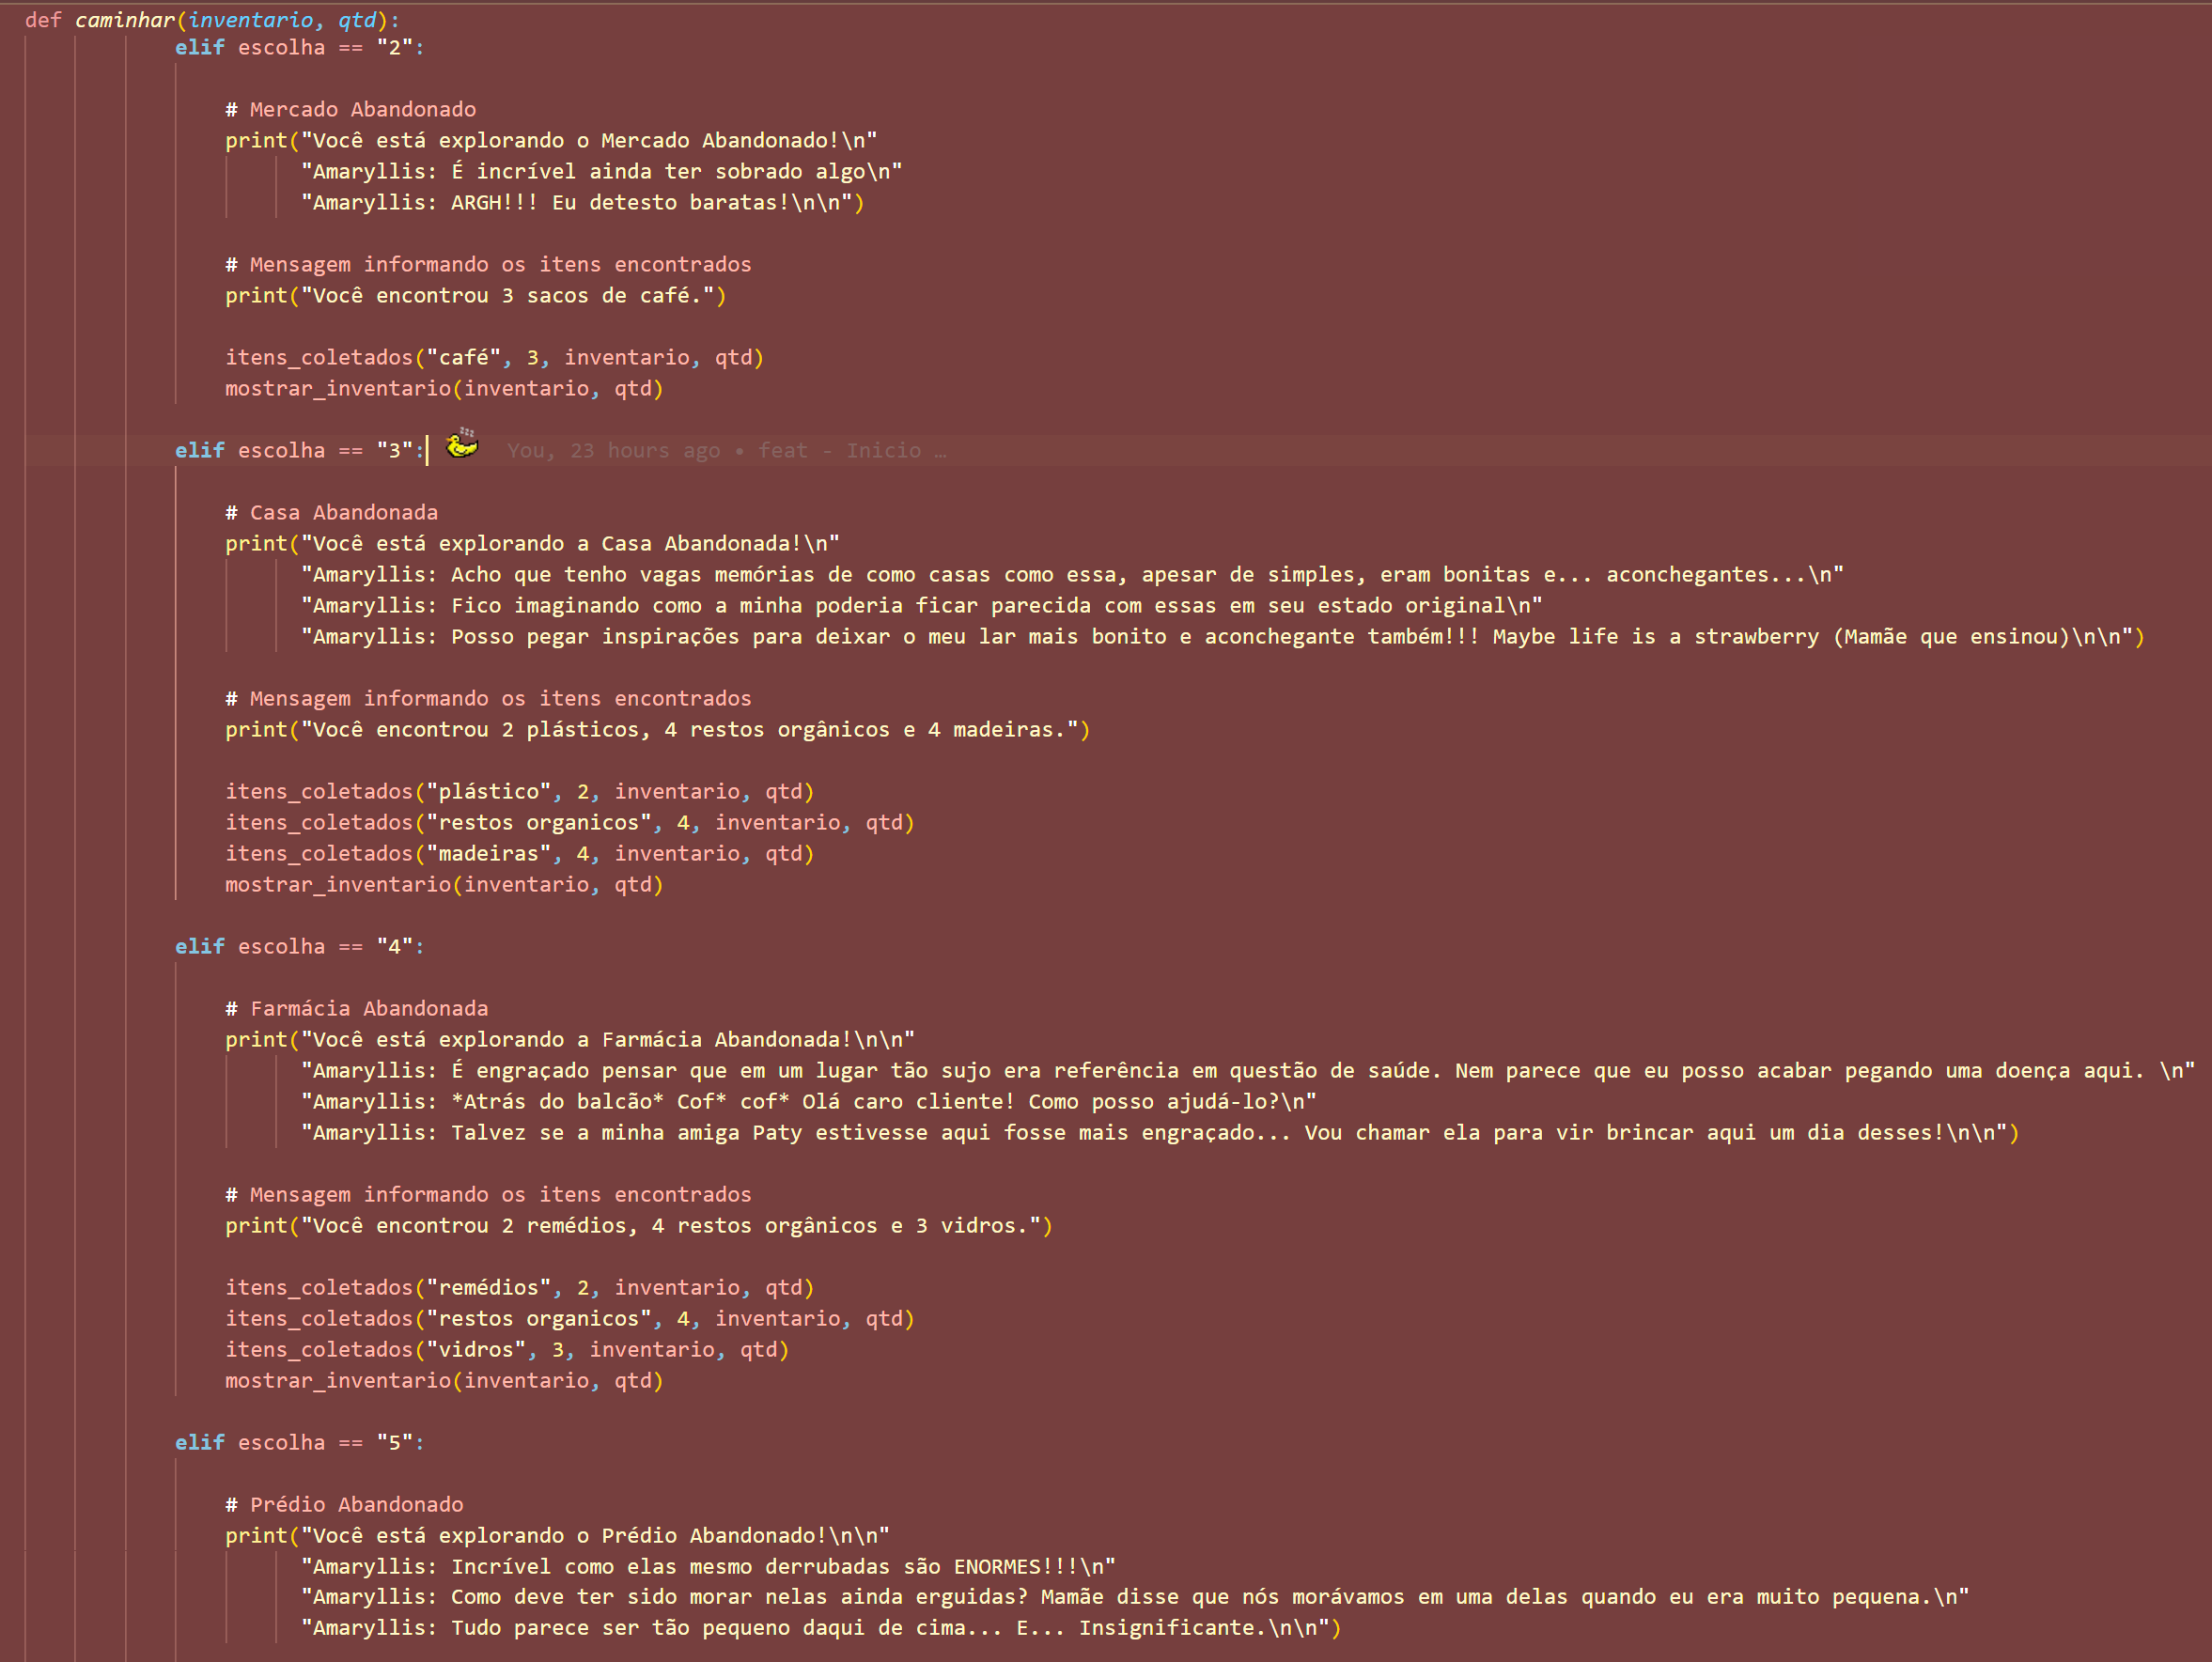 def caminhar(inventario, qtd):
elif escolha == "2":
# Mercado Abandonado
print("Você está explorando o Mercado Abandonado!\n"
"Amaryllis: É incrível ainda ter sobrado algo\n"
"Amaryllis: ARGH!!! Eu detesto baratas!\n\n")
# Mensagem informando os itens encontrados
print("Você encontrou 3 sacos de café.")
itens_coletados("café", 3, inventario, qtd)
mostrar_inventario(inventario, qtd)
elif escolha == "3": You, 23 hours ago • feat - Inicio …
# Casa Abandonada
print("Você está explorando a Casa Abandonada!\n"
"Amaryllis: Acho que tenho vagas memórias de como casas como essa, apesar de simples, eram bonitas e... aconchegantes...\n"
"Amaryllis: Fico imaginando como a minha poderia ficar parecida com essas em seu estado original\n"
"Amaryllis: Posso pegar inspirações para deixar o meu lar mais bonito e aconchegante também!!! Maybe life is a strawberry (Mamãe que ensinou)\n\n")
# Mensagem informando os itens encontrados
print("Você encontrou 2 plásticos, 4 restos orgânicos e 4 madeiras.")
itens_coletados("plástico", 2, inventario, qtd)
itens_coletados("restos organicos", 4, inventario, qtd)
itens_coletados("madeiras", 4, inventario, qtd)
mostrar_inventario(inventario, qtd)
elif escolha == "4":
# Farmácia Abandonada
print("Você está explorando a Farmácia Abandonada!\n\n"
"Amaryllis: É engraçado pensar que em um lugar tão sujo era referência em questão de saúde. Nem parece que eu posso acabar pegando uma doença aqui. \n"
"Amaryllis: *Atrás do balcão* Cof* cof* Olá caro cliente! Como posso ajudá-lo?\n"
"Amaryllis: Talvez se a minha amiga Paty estivesse aqui fosse mais engraçado... Vou chamar ela para vir brincar aqui um dia desses!\n\n")
# Mensagem informando os itens encontrados
print("Você encontrou 2 remédios, 4 restos orgânicos e 3 vidros.")
itens_coletados("remédios", 2, inventario, qtd)
itens_coletados("restos organicos", 4, inventario, qtd)
itens_coletados("vidros", 3, inventario, qtd)
mostrar_inventario(inventario, qtd)
elif escolha == "5":
# Prédio Abandonado
print("Você está explorando o Prédio Abandonado!\n\n"
"Amaryllis: Incrível como elas mesmo derrubadas são ENORMES!!!\n"
"Amaryllis: Como deve ter sido morar nelas ainda erguidas? Mamãe disse que nós morávamos em uma delas quando eu era muito pequena.\n"
"Amaryllis: Tudo parece ser tão pequeno daqui de cima... E... Insignificante.\n\n")